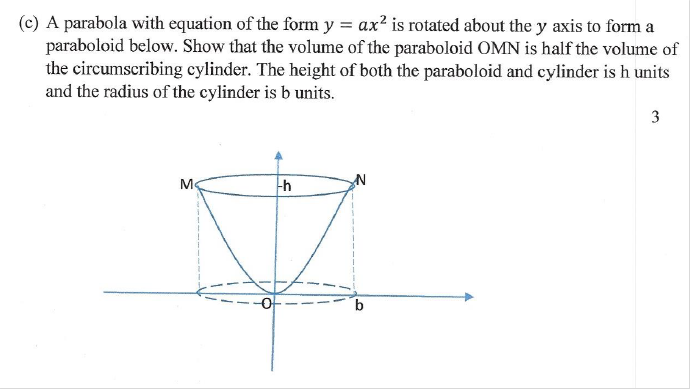 (c) A parabola with equation of the form y = ax² is rotated about the y axis to form a
paraboloid below. Show that the volume of the paraboloid OMN is half the volume of
the circumscribing cylinder. The height of both the paraboloid and cylinder is h units
and the radius of the cylinder is b units.
3
M
h
N
O
b